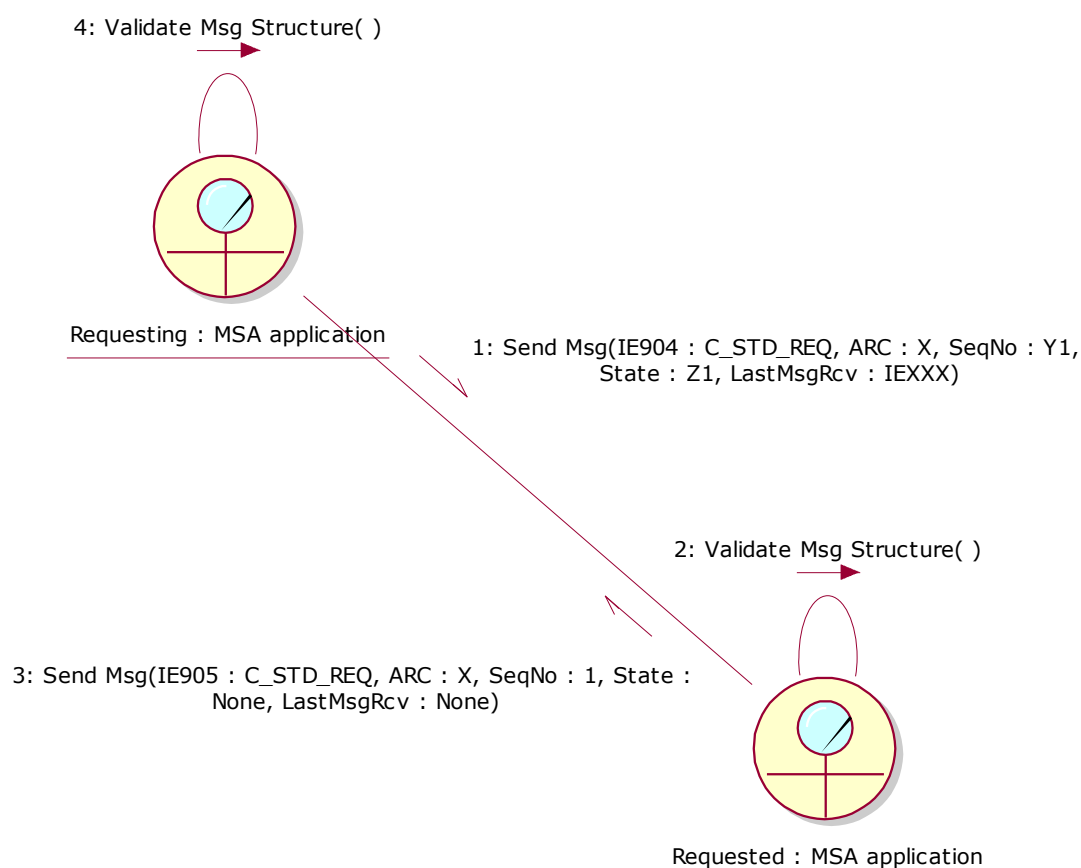 4: Validate Msg Structure( )
Requesting : MSA application
1: Send Msg(IE904 : C_STD_REQ, ARC : X, SeqNo : Y1,
State : Z1, LastMsgRcv : IEXXX)
2: Validate Msg Structure( )
3: Send Msg(IE905 : C_STD_REQ, ARC : X, SeqNo : 1, State :
None, LastMsgRcv : None)
Requested : MSA application